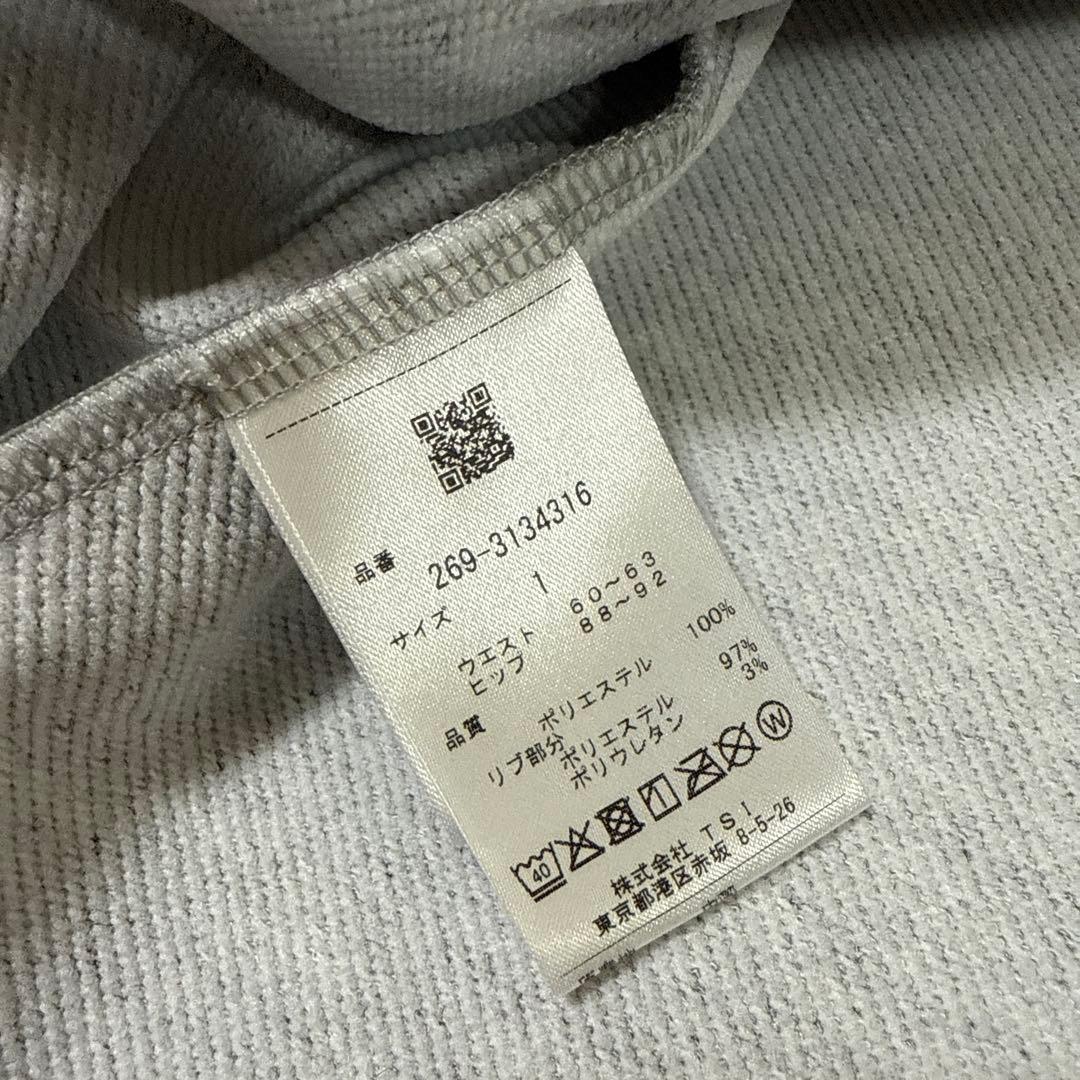 品番 269-3134316
サイズ 1
ウエスト 60～63
ヒップ 88～92
品質 ポリエステル 100%
リブ部分
ポリエステル 97%
ポリウレタン 3%
40 W
株式会社 TSI
東京都港区赤坂 8-5-26